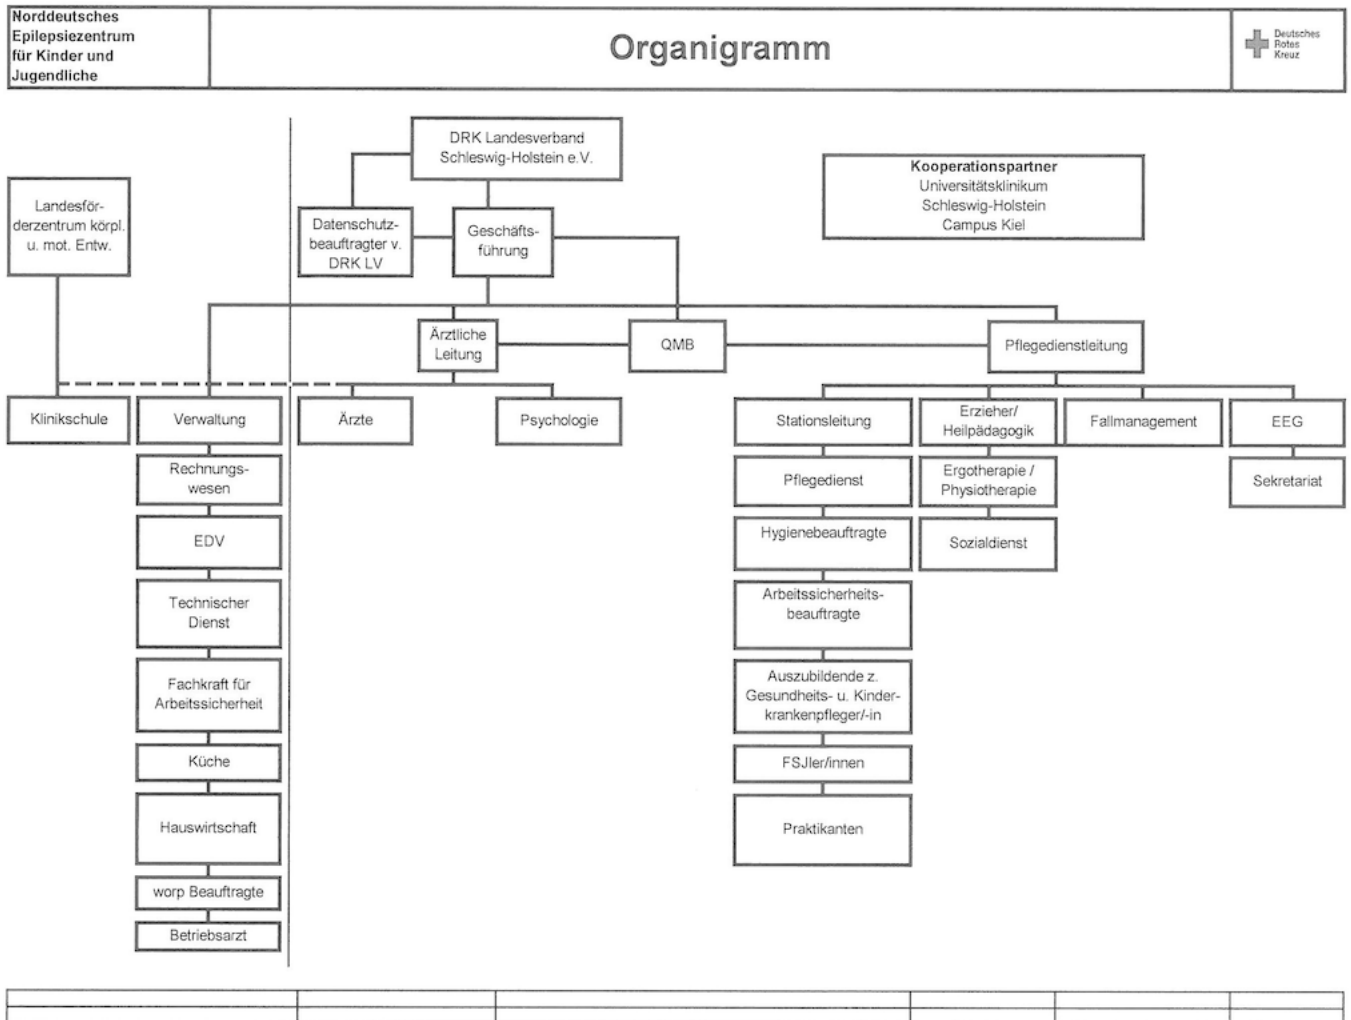 Norddeutsches
Epilepsiezentrum
für Kinder und
Jugendliche
Organigramm
Deutsches
Rotes
Kreuz
DRK Landesverband
Schleswig-Holstein e.V.
Kooperationspartner
Universitätsklinikum
Schleswig-Holstein
Campus Kiel
Landesför-
derzentrum körpl.
u. mot. Entw.
Datenschutz-
beauftragter v.
DRK LV
Geschäfts-
führung
Ärztliche
Leitung
QMB
Pflegedienstleitung
Klinikschule
Verwaltung
Ärzte
Psychologie
Stationsleitung
Erzieher/
Heilpädagogik
Fallmanagement
EEG
Rechnungs-
wesen
EDV
Technischer
Dienst
Fachkraft für
Arbeitssicherheit
Küche
Hauswirtschaft
worp Beauftragte
Betriebsarzt
Pflegedienst
Hygienebeauftragte
Arbeitssicherheits-
beauftragte
Auszubildende z.
Gesundheits- u. Kinder-
krankenpfleger/-in
FSJler/innen
Praktikanten
Ergotherapie /
Physiotherapie
Sozialdienst
Sekretariat